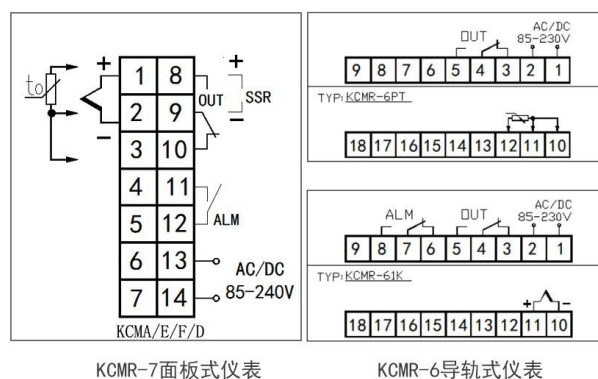 to
+
-
1 8
2 9
3 10
4 11
5 12
6 13
7 14
OUT
+
SSR
-
ALM
AC/DC
85-240V
KCMA/E/F/D
KCMR-7面板式仪表
OUT
AC/DC
85-230V
9 8 7 6 5 4 3 2 1
TYP:KCMR-6PT
18 17 16 15 14 13 12 11 10
ALM
OUT
AC/DC
85-230V
9 8 7 6 5 4 3 2 1
TYP:KCMR-61K
+ -
18 17 16 15 14 13 12 11 10
KCMR-6导轨式仪表